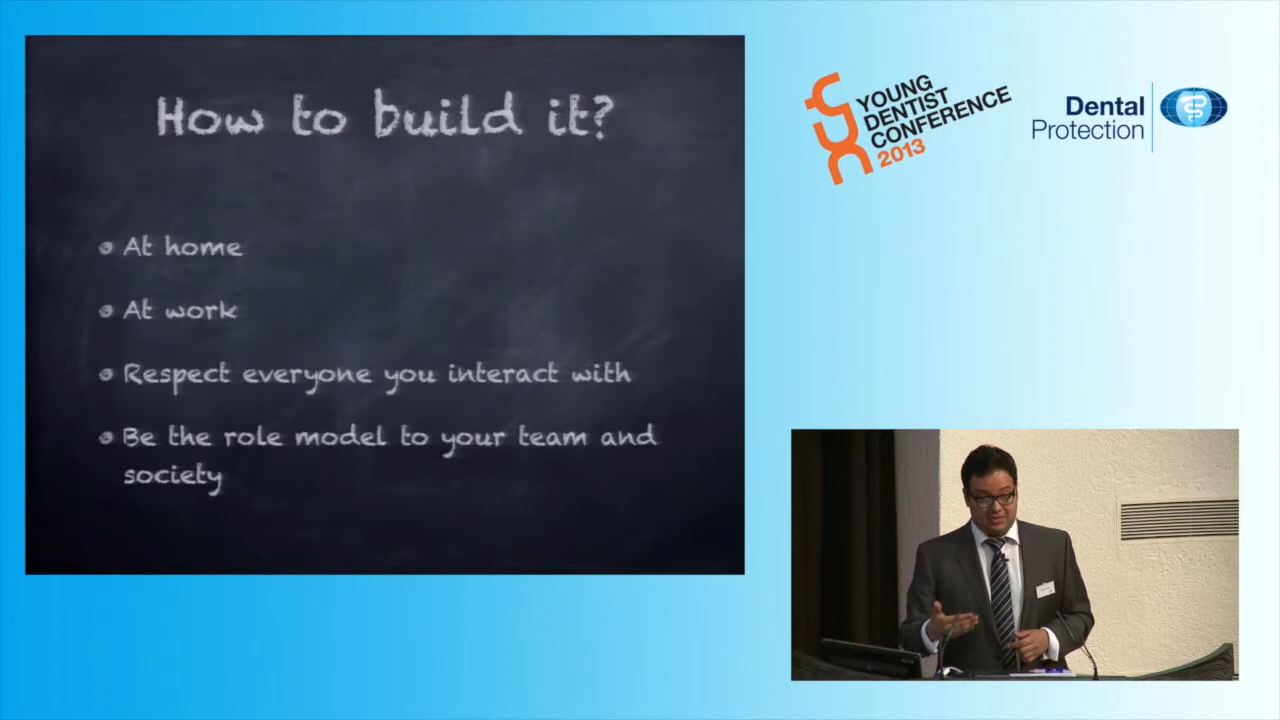 How to build it?
At home
At work
Respect everyone you interact with
Be the role model to your team and
society
YOUNG
DENTIST
CONFERENCE
2013
Dental
Protection